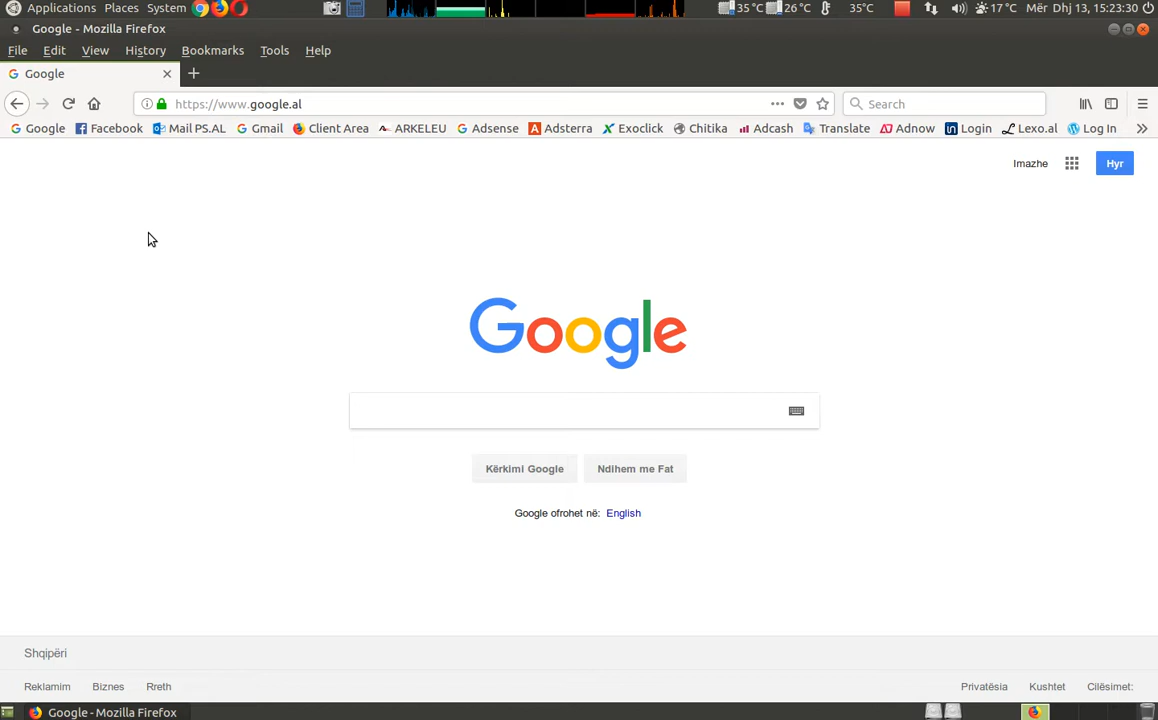 Applications Places System 35 °C 26 °C 35°C 17 °C Mër Dhj 13, 15:23:30
Google - Mozilla Firefox
File Edit View History Bookmarks Tools Help
Google
https://www.google.al Search
Google Facebook Mail PS.AL Gmail Client Area ARKELEU Adsense Adsterra Exoclick Chitika Adcash Translate Adnow Login Lexo.al Log In
Imazhe Hyr
Google
Kërkimi Google Ndihem me Fat
Google ofrohet në: English
Shqipëri
Reklamim Biznes Rreth Privatësia Kushtet Cilësimet:
Google - Mozilla Firefox